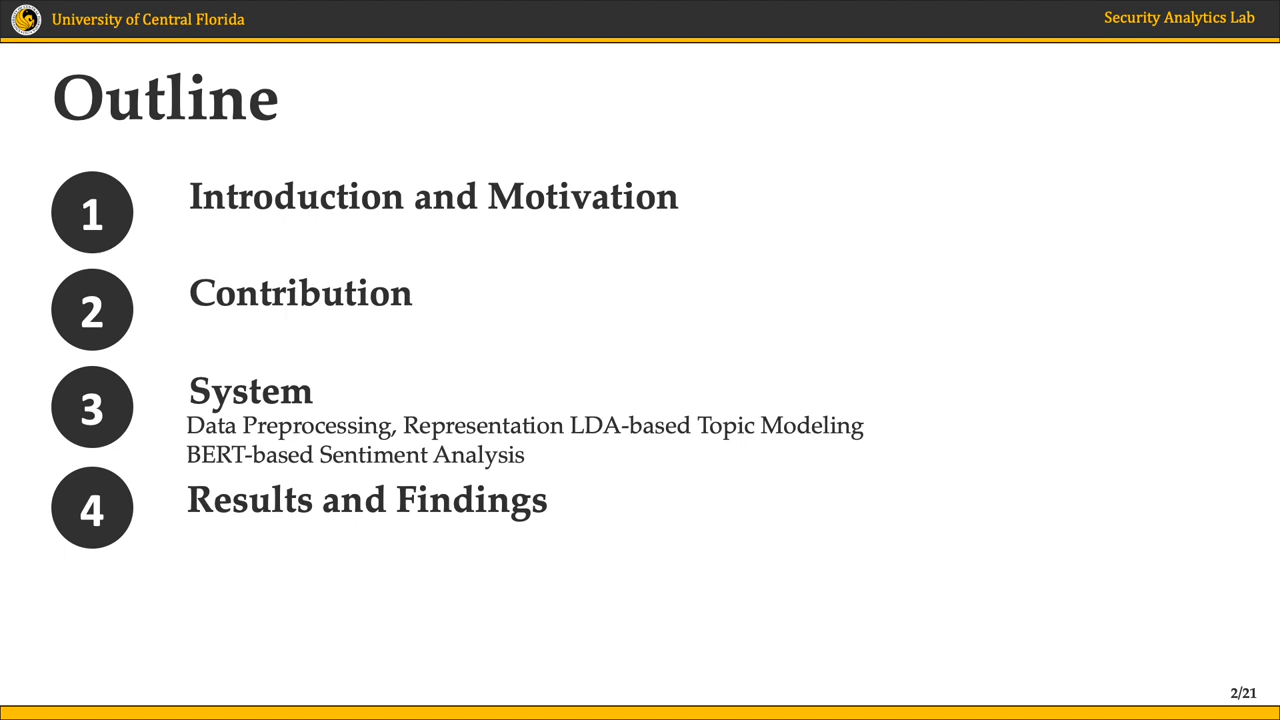 University of Central Florida
Security Analytics Lab
Outline
1
Introduction and Motivation
2
Contribution
3
System
Data Preprocessing, Representation LDA-based Topic Modeling
BERT-based Sentiment Analysis
4
Results and Findings
2/21